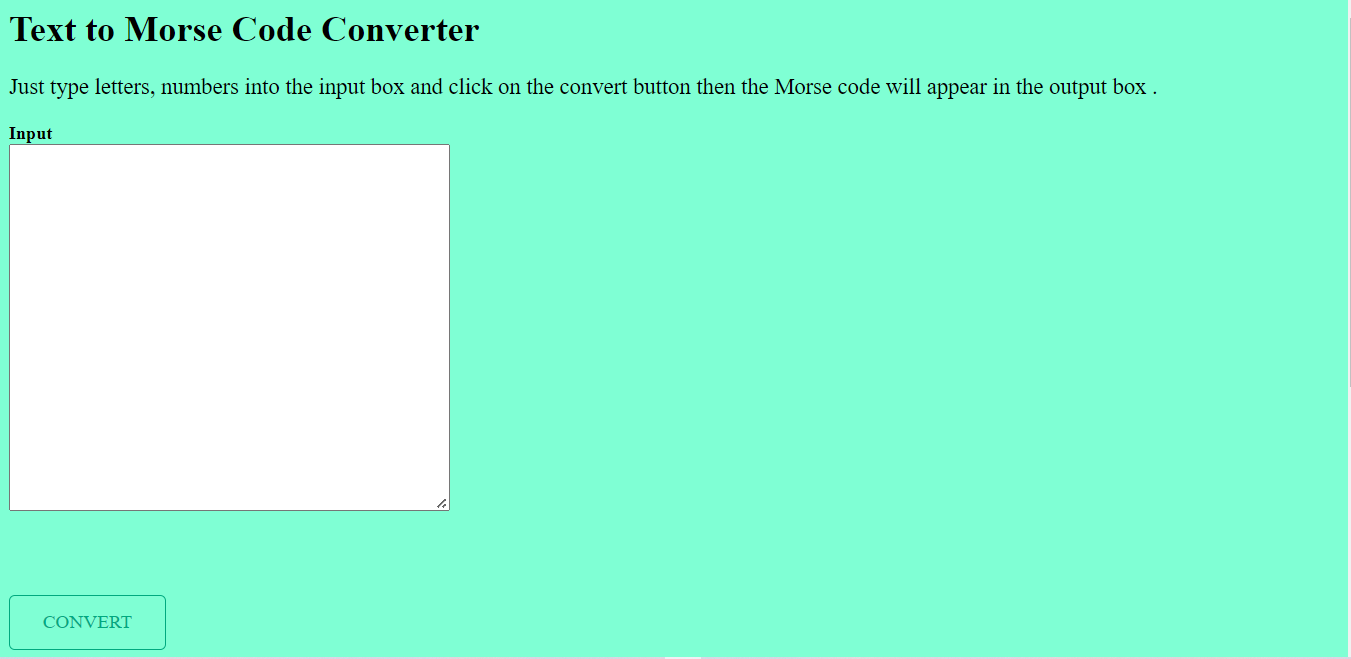 Text to Morse Code Converter
Just type letters, numbers into the input box and click on the convert button then the Morse code will appear in the output box .
Input
CONVERT